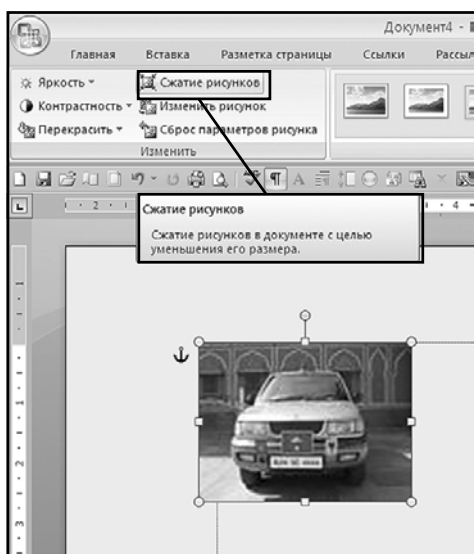 Документ4 -
Главная Вставка Разметка страницы Ссылки Рассыл
Яркость Сжатие рисунков
Контрастность Изменить рисунок
Перекрасить Сброс параметров рисунка
Изменить
Сжатие рисунков
Сжатие рисунков в документе с целью
уменьшения его размера.